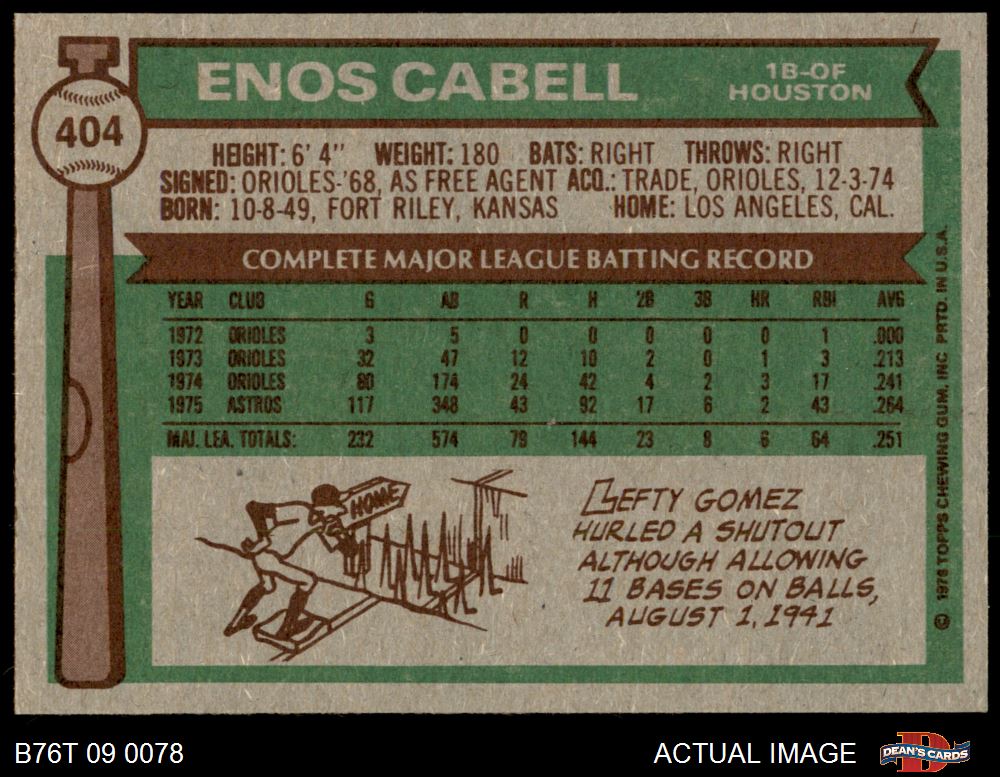 404
ENOS CABELL
1B-OF
HOUSTON
HEIGHT: 6' 4" WEIGHT: 180 BATS: RIGHT THROWS: RIGHT
SIGNED: ORIOLES-'68, AS FREE AGENT ACQ.: TRADE, ORIOLES, 12-3-74
BORN: 10-8-49, FORT RILEY, KANSAS HOME: LOS ANGELES, CAL.
COMPLETE MAJOR LEAGUE BATTING RECORD
YEAR CLUB G AB R H 2B 3B HR RBI AVG
1972 ORIOLES 3 5 0 0 0 0 0 1 .000
1973 ORIOLES 32 47 12 10 2 0 1 3 .213
1974 ORIOLES 80 174 24 42 4 2 3 17 .241
1975 ASTROS 117 348 43 92 17 6 2 43 .264
MAJ. LEA. TOTALS: 232 574 79 144 23 8 6 64 .251
HOME
LEFTY GOMEZ
HURLED A SHUTOUT
ALTHOUGH ALLOWING
11 BASES ON BALLS,
AUGUST 1, 1941
© 1976 TOPPS CHEWING GUM, INC PRTD. IN U.S.A.
B76T 09 0078
ACTUAL IMAGE
D
DEAN'S CARDS